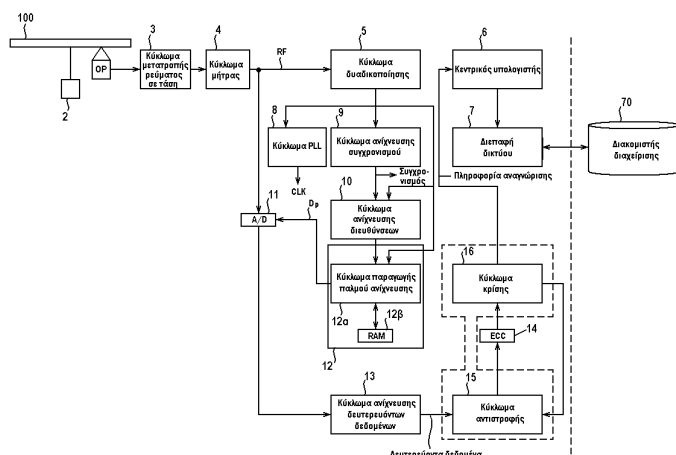 100
3
Κύκλωμα
μετατροπής
ρεύματος
σε τάση
4
Κύκλωμα
μήτρας
RF
5
Κύκλωμα
δυαδικοποίησης
6
Κεντρικός υπολογιστής
OP
2
8
Κύκλωμα PLL
CLK
9
Κύκλωμα ανίχνευσης
συγχρονισμού
Συγχρο-
νισμός
7
Διεπαφή
δικτύου
Πληροφορία αναγνώρισης
70
Διακομιστής
διαχείρισης
10
Κύκλωμα
ανίχνευσης
διευθύνσεων
11
A/D
Dp
Κύκλωμα παραγωγής
παλμού ανίχνευσης
12α
12β
RAM
12
16
Κύκλωμα
κρίσης
ECC
14
13
Κύκλωμα ανίχνευσης
δευτερευόντων
δεδομένων
15
Κύκλωμα
αντιστροφής
Δευτερεύοντα δεδομένα